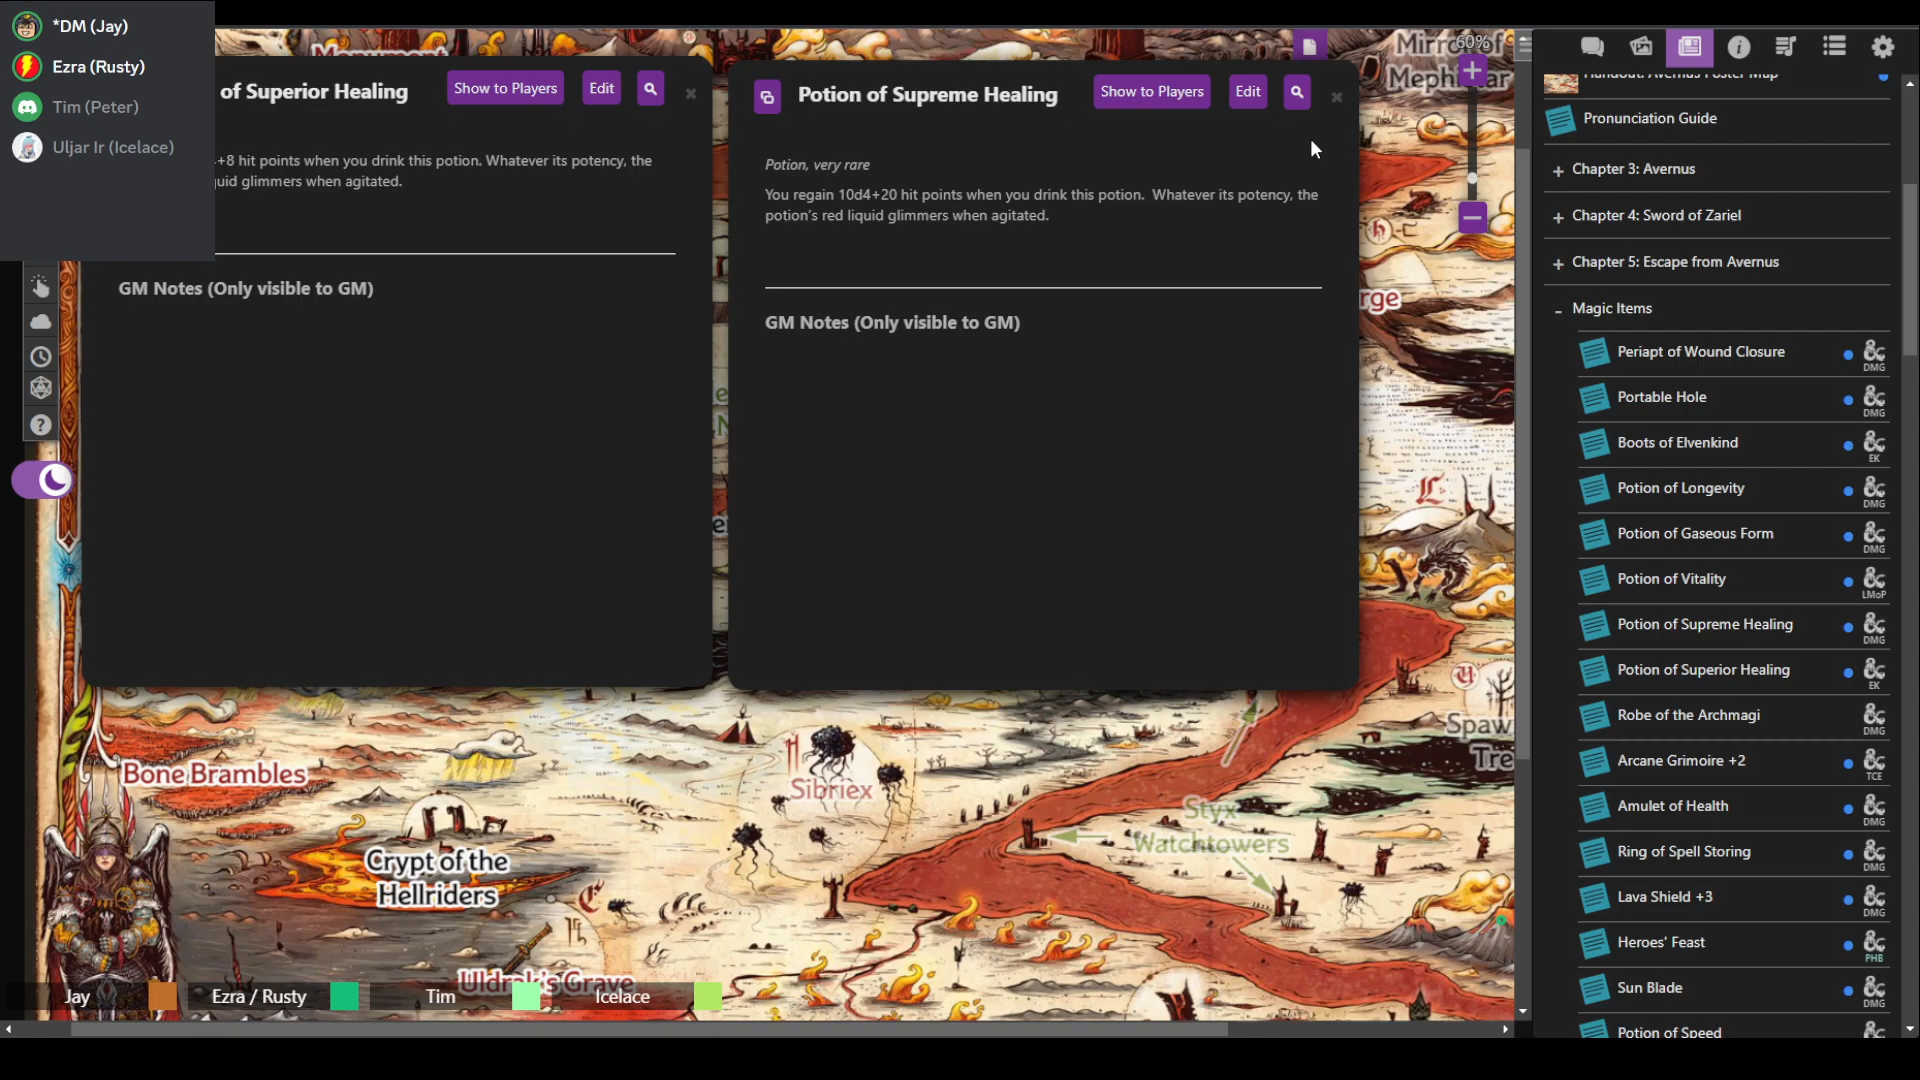 *DM (Jay)
Ezra (Rusty)
Tim (Peter)
Uljar Ir (Icelace)
of Superior Healing
Show to Players
Edit
+8 hit points when you drink this potion. Whatever its potency, the
uid glimmers when agitated.
GM Notes (Only visible to GM)
Potion of Supreme Healing
Show to Players
Edit
Potion, very rare
You regain 10d4+20 hit points when you drink this potion. Whatever its potency, the
potion's red liquid glimmers when agitated.
GM Notes (Only visible to GM)
60%
Bone Brambles
Crypt of the
Hellriders
Sibriex
Styx
Watchtowers
Spaw
Tre
Jay
Ezra / Rusty
Tim
Icelace
Handout: Avernus Poster Map
Pronunciation Guide
+ Chapter 3: Avernus
+ Chapter 4: Sword of Zariel
+ Chapter 5: Escape from Avernus
- Magic Items
Periapt of Wound Closure
DMG
Portable Hole
DMG
Boots of Elvenkind
EK
Potion of Longevity
DMG
Potion of Gaseous Form
DMG
Potion of Vitality
LMoP
Potion of Supreme Healing
DMG
Potion of Superior Healing
EK
Robe of the Archmagi
DMG
Arcane Grimoire +2
TCE
Amulet of Health
DMG
Ring of Spell Storing
DMG
Lava Shield +3
DMG
Heroes' Feast
PHB
Sun Blade
DMG
Potion of Speed